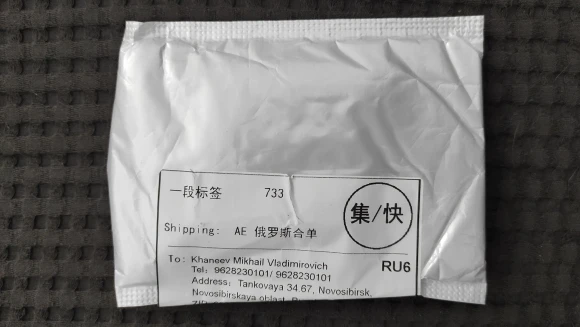 一段标签 733
集/快
Shipping: AE 俄罗斯合单
To: Khaneev Mikhail Vladimirovich
RU6
Tel: 9628230101/ 9628230101
Address: Tankovaya 34 67, Novosibirsk,
Novosibirskaya oblast,